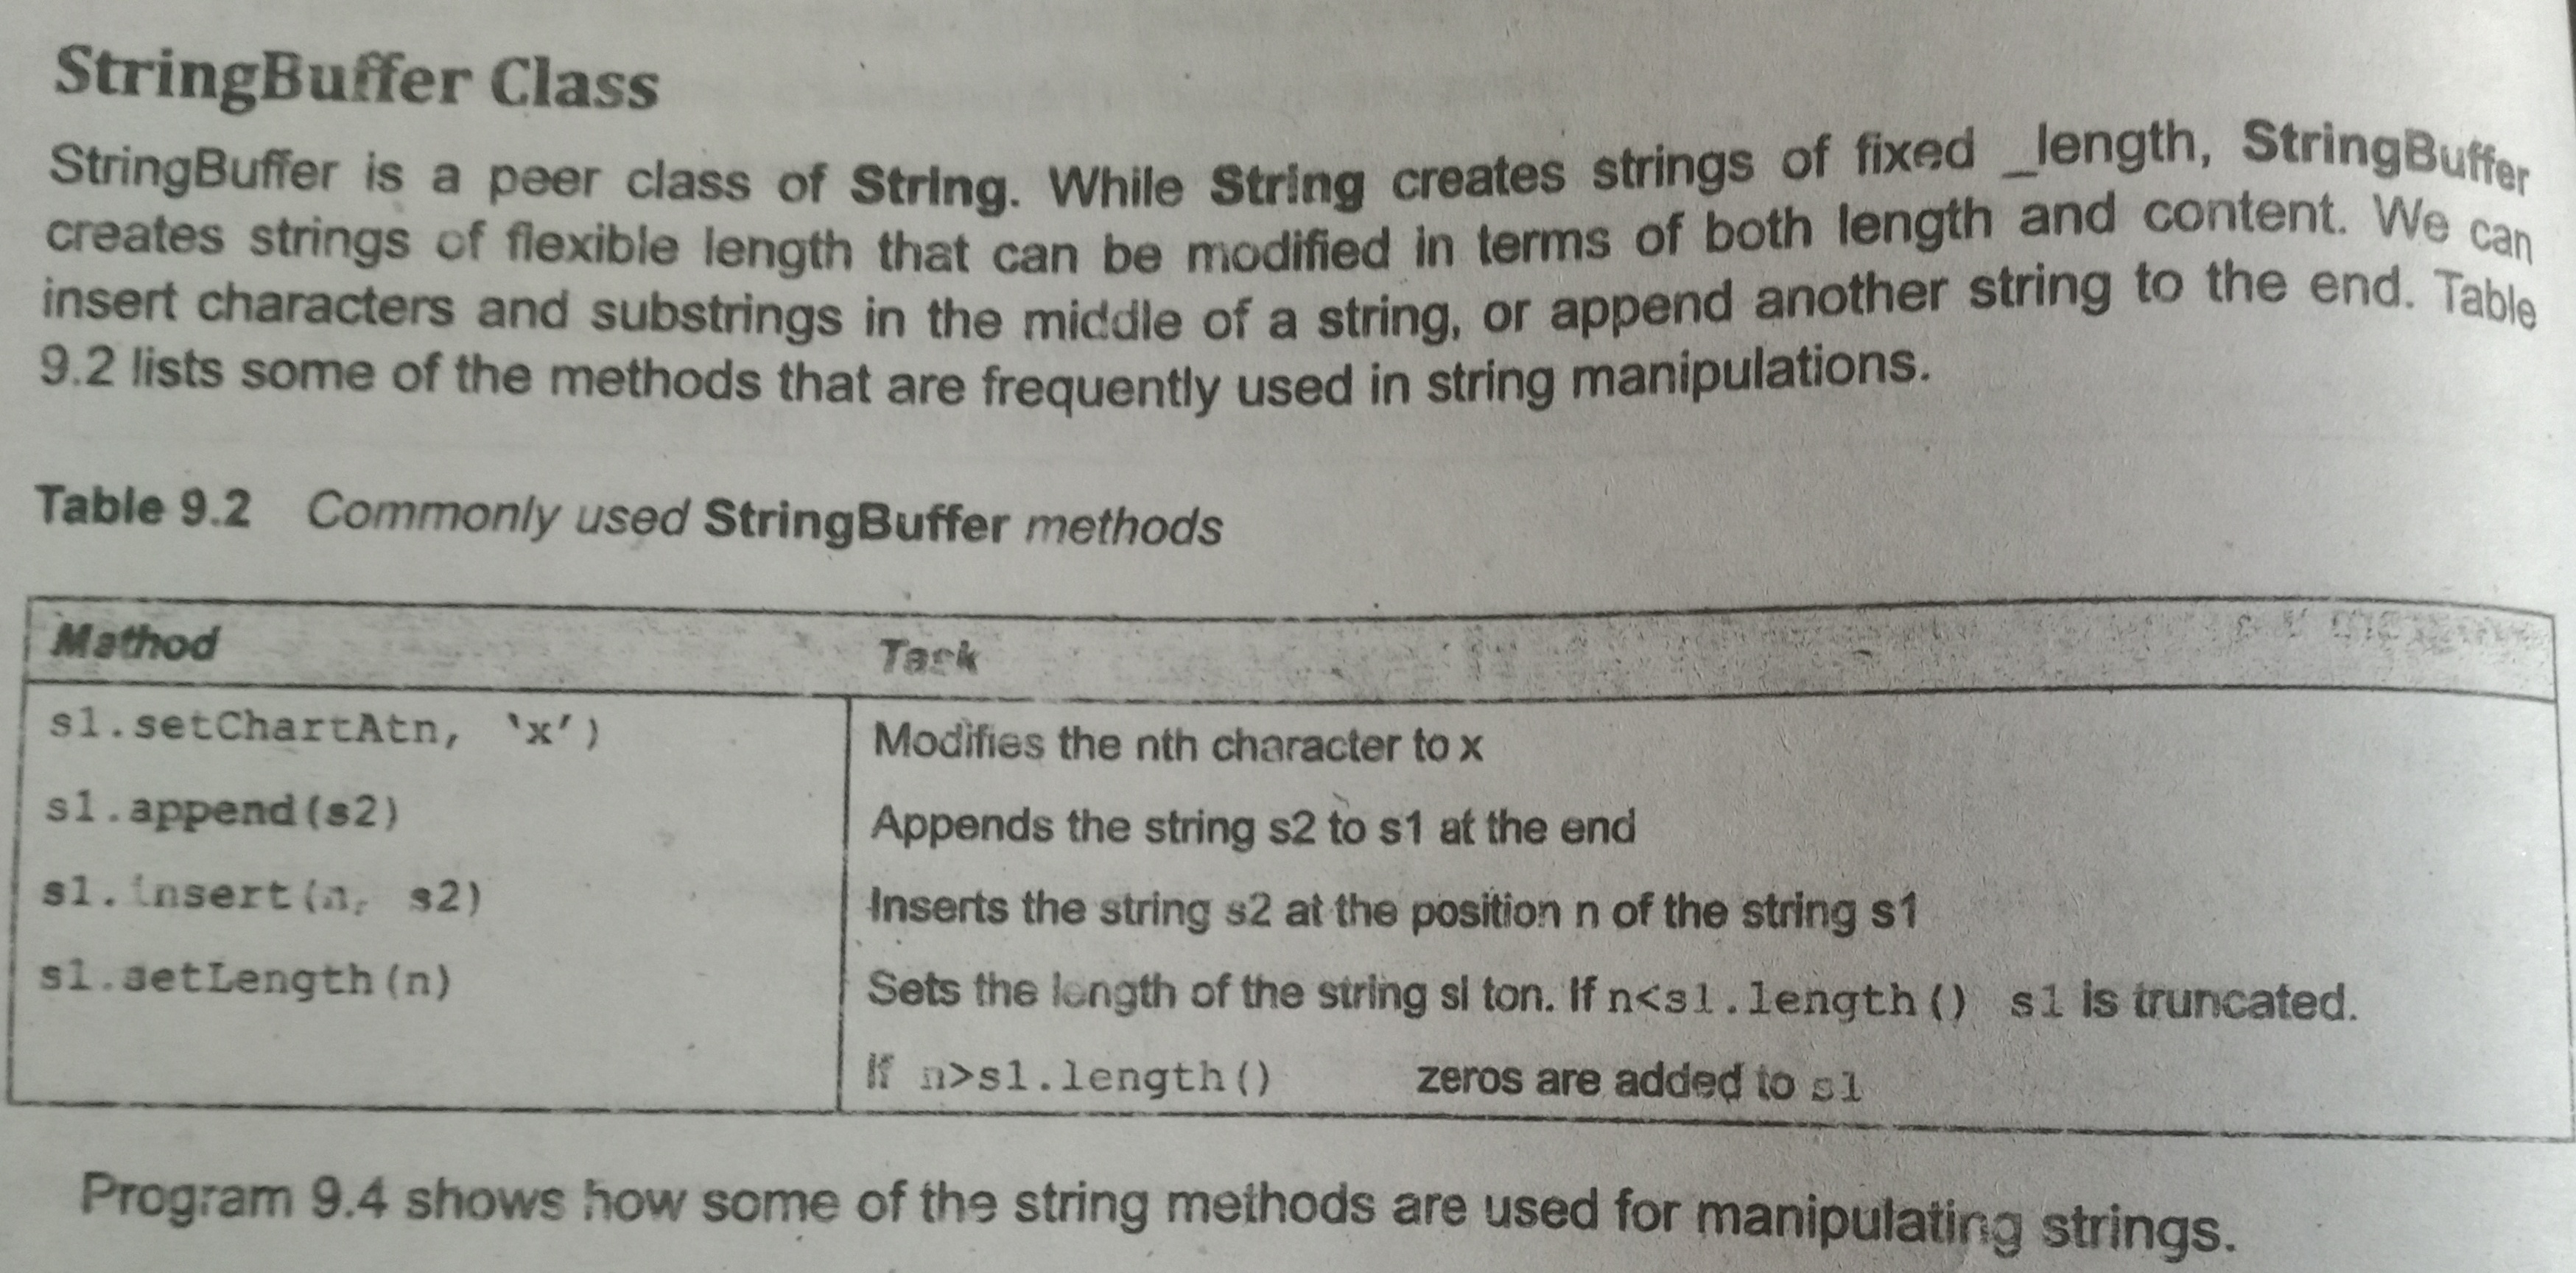 StringBuffer Class
StringBuffer is a peer class of String. While String creates strings of fixed _length, StringBuffer
creates strings of flexible length that can be modified in terms of both length and content. We can
insert characters and substrings in the middle of a string, or append another string to the end. Table
9.2 lists some of the methods that are frequently used in string manipulations.
Table 9.2 Commonly used StringBuffer methods
Mathod Task
s1.setChartAtn, ‘x’) Modifies the nth character to x
s1.append(s2) Appends the string s2 to s1 at the end
s1.insert(n, s2) Inserts the string s2 at the position n of the string s1
s1.setLength(n) Sets the length of the string sl ton. If n<s1.length() s1 is truncated.
If n>s1.length() zeros are added to s1
Program 9.4 shows how some of the string methods are used for manipulating strings.